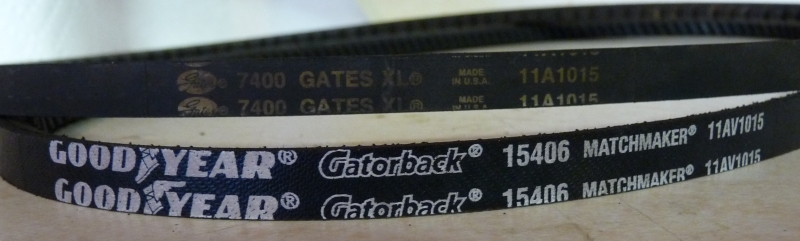 Gates® 7400 GATES XL® MADE IN U.S.A. 11A1015
Gates® 7400 GATES XL® MADE IN U.S.A. 11A1015
GOODYEAR® Gatorback® 15406 MATCHMAKER® 11AV1015
GOODYEAR® Gatorback® 15406 MATCHMAKER® 11AV1015